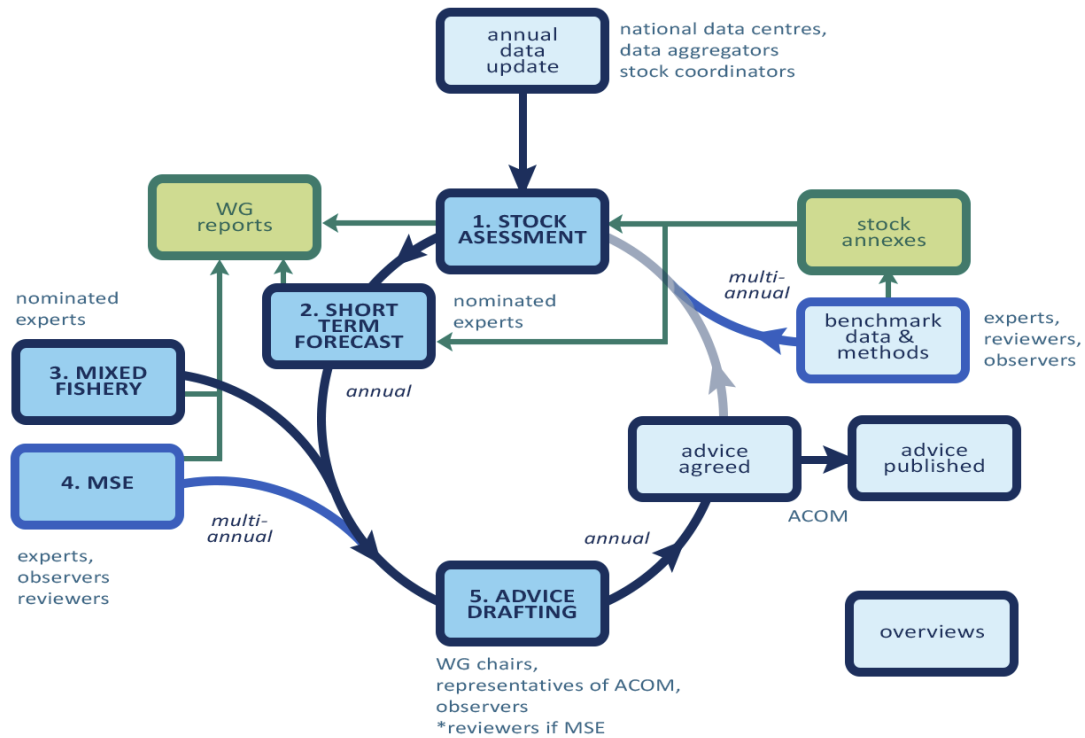 annual
data
update
national data centres,
data aggregators
stock coordinators
WG
reports
1. STOCK
ASESSMENT
stock
annexes
multi-
annual
nominated
experts
2. SHORT
TERM
FORECAST
nominated
experts
benchmark
data &
methods
experts,
reviewers,
observers
3. MIXED
FISHERY
annual
advice
agreed
advice
published
4. MSE
ACOM
multi-
annual
annual
experts,
observers
reviewers
5. ADVICE
DRAFTING
overviews
WG chairs,
representatives of ACOM,
observers
*reviewers if MSE